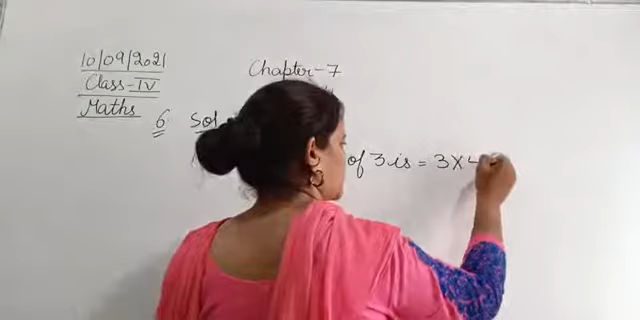 10/09/2021
Class-IV
Maths
Chapter-7
6 Sol
of 3 is = 3×4